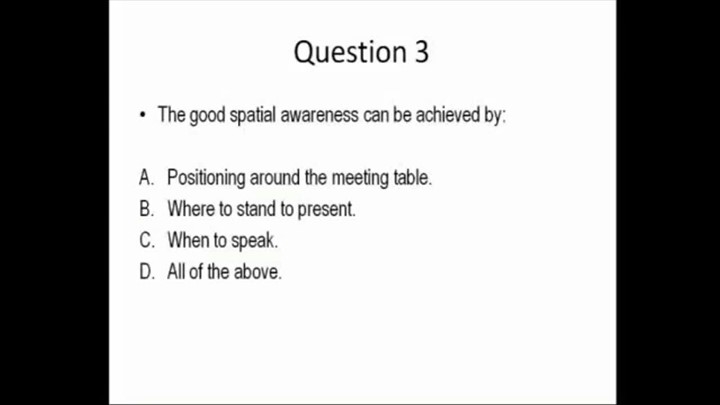 Question 3
• The good spatial awareness can be achieved by:
A. Positioning around the meeting table.
B. Where to stand to present.
C. When to speak.
D. All of the above.